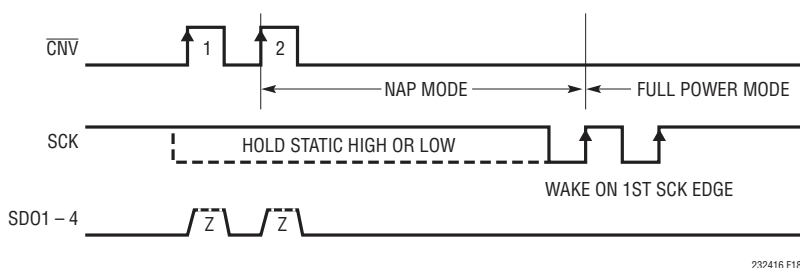 CNV
1
2
NAP MODE
FULL POWER MODE
SCK
HOLD STATIC HIGH OR LOW
WAKE ON 1ST SCK EDGE
SDO1 – 4
Z
Z
232416 F18